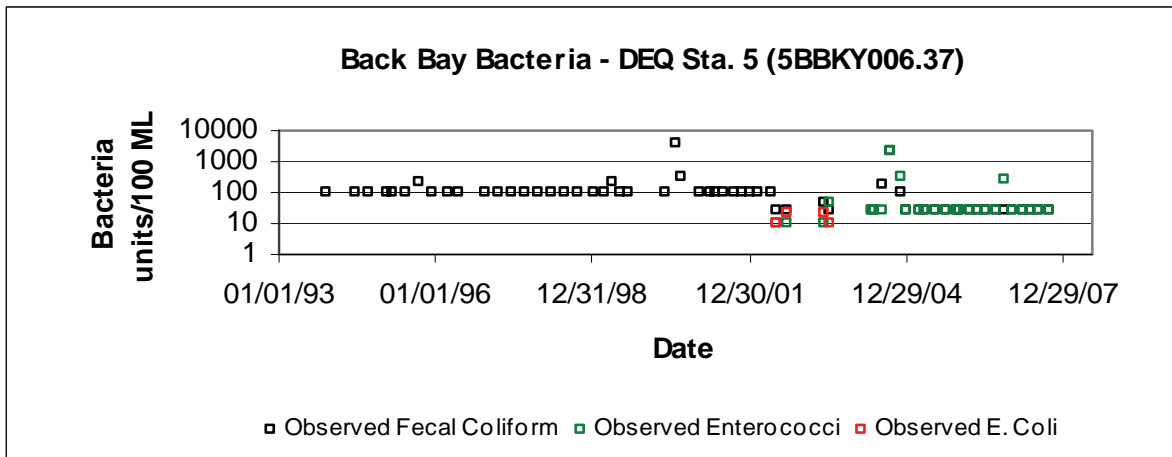 Back Bay Bacteria - DEQ Sta. 5 (5BBKY006.37)
Bacteria
units/100 ML
10000
1000
100
10
1
01/01/93 01/01/96 12/31/98 12/30/01 12/29/04 12/29/07
Date
Observed Fecal Coliform Observed Enterococci Observed E. Coli